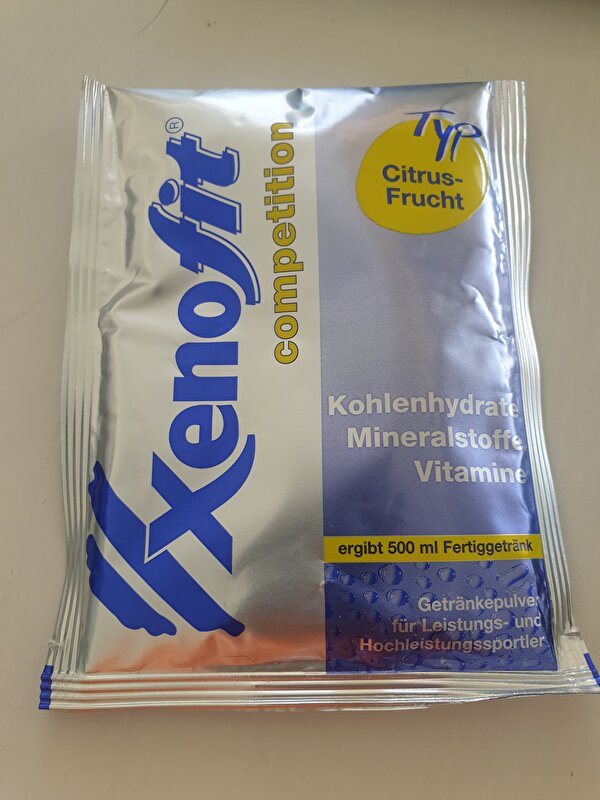 Xenofit®
competition
Typ
Citrus-
Frucht
Kohlenhydrate
Mineralstoffe
Vitamine
ergibt 500 ml Fertiggetränk
Getränkepulver
für Leistungs- und
Hochleistungssportler